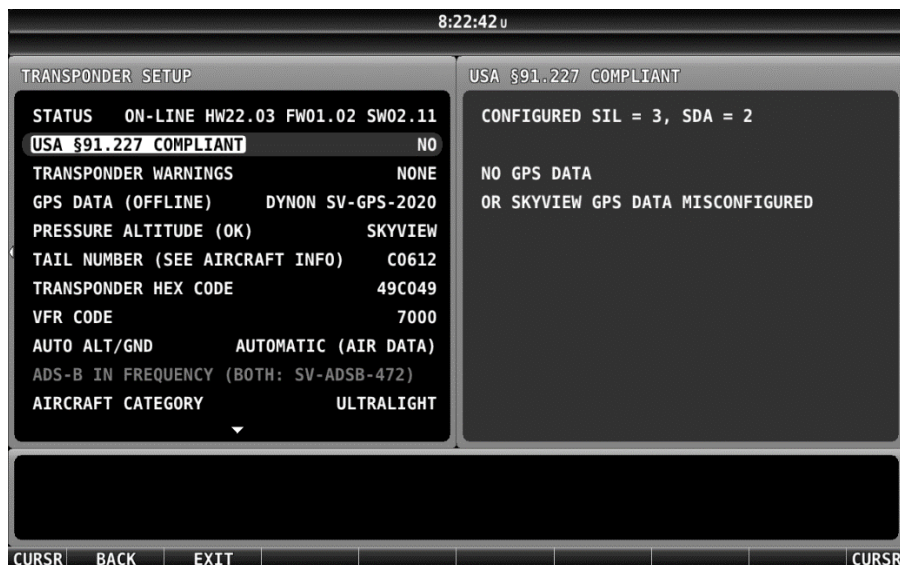 8:22:42 U
TRANSPONDER SETUP
STATUS ON-LINE HW22.03 FW01.02 SW02.11
USA §91.227 COMPLIANT NO
TRANSPONDER WARNINGS NONE
GPS DATA (OFFLINE) DYNON SV-GPS-2020
PRESSURE ALTITUDE (OK) SKYVIEW
TAIL NUMBER (SEE AIRCRAFT INFO) C0612
TRANSPONDER HEX CODE 49C049
VFR CODE 7000
AUTO ALT/GND AUTOMATIC (AIR DATA)
ADS-B IN FREQUENCY (BOTH: SV-ADSB-472)
AIRCRAFT CATEGORY ULTRALIGHT
USA §91.227 COMPLIANT
CONFIGURED SIL = 3, SDA = 2
NO GPS DATA
OR SKYVIEW GPS DATA MISCONFIGURED
CURSR BACK EXIT CURSR